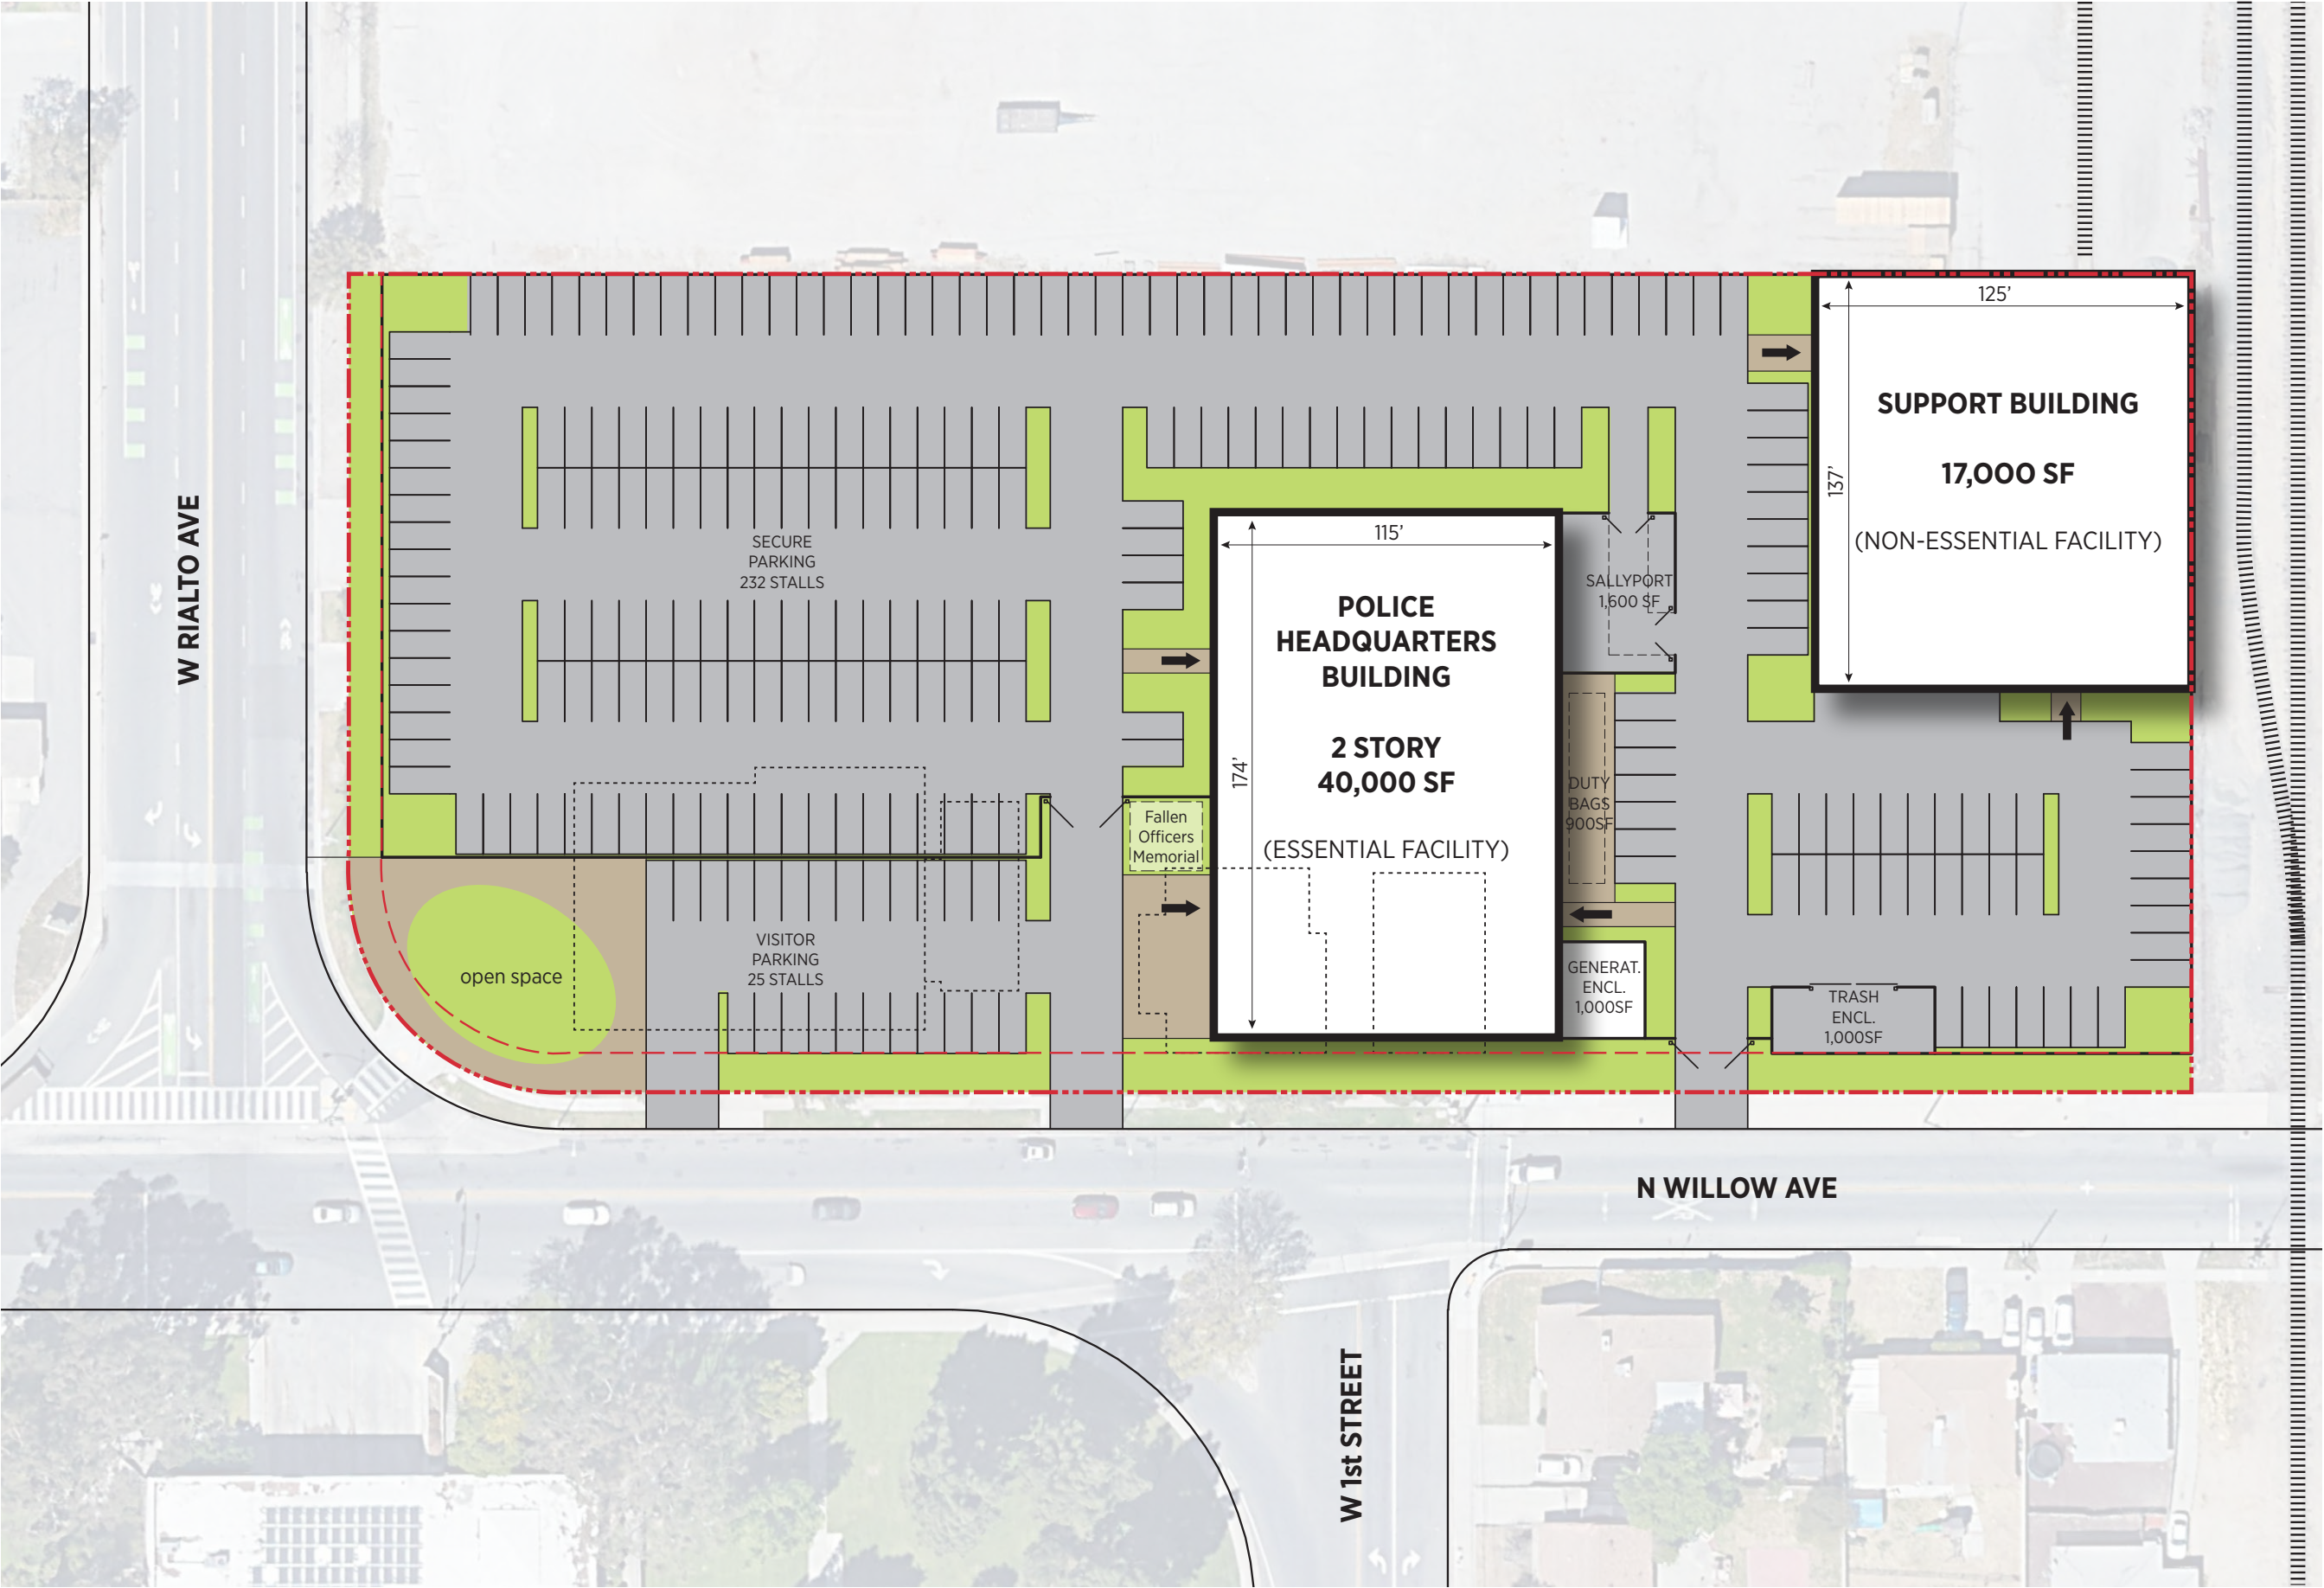 W RIALTO AVE
125’
SUPPORT BUILDING
17,000 SF
137’
(NON-ESSENTIAL FACILITY)
SECURE
PARKING
232 STALLS
115’
POLICE
HEADQUARTERS
BUILDING
2 STORY
40,000 SF
174’
(ESSENTIAL FACILITY)
SALLYPORT
1,600 SF
DUTY
BAGS
900SF
Fallen
Officers
Memorial
open space
VISITOR
PARKING
25 STALLS
GENERAT.
ENCL.
1,000SF
TRASH
ENCL.
1,000SF
N WILLOW AVE
W 1st STREET